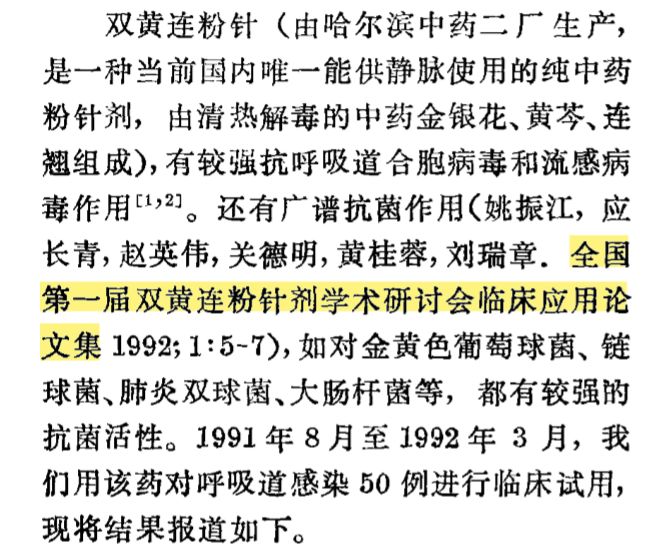 双黄连粉针（由哈尔滨中药二厂生产，
是一种当前国内唯一能供静脉使用的纯中药
粉针剂，由清热解毒的中药金银花、黄芩、连
翘组成），有较强抗呼吸道合胞病毒和流感病
毒作用[1,2]。还有广谱抗菌作用(姚振江，应
长青，赵英伟，关德明，黄桂蓉，刘瑞章．全国
第一届双黄连粉针剂学术研讨会临床应用论
文集 1992; 1:5-7)，如对金黄色葡萄球菌、链
球菌、肺炎双球菌、大肠杆菌等，都有较强的
抗菌活性。1991 年 8 月至 1992 年 3 月，我
们用该药对呼吸道感染 50 例进行临床试用，
现将结果报道如下。